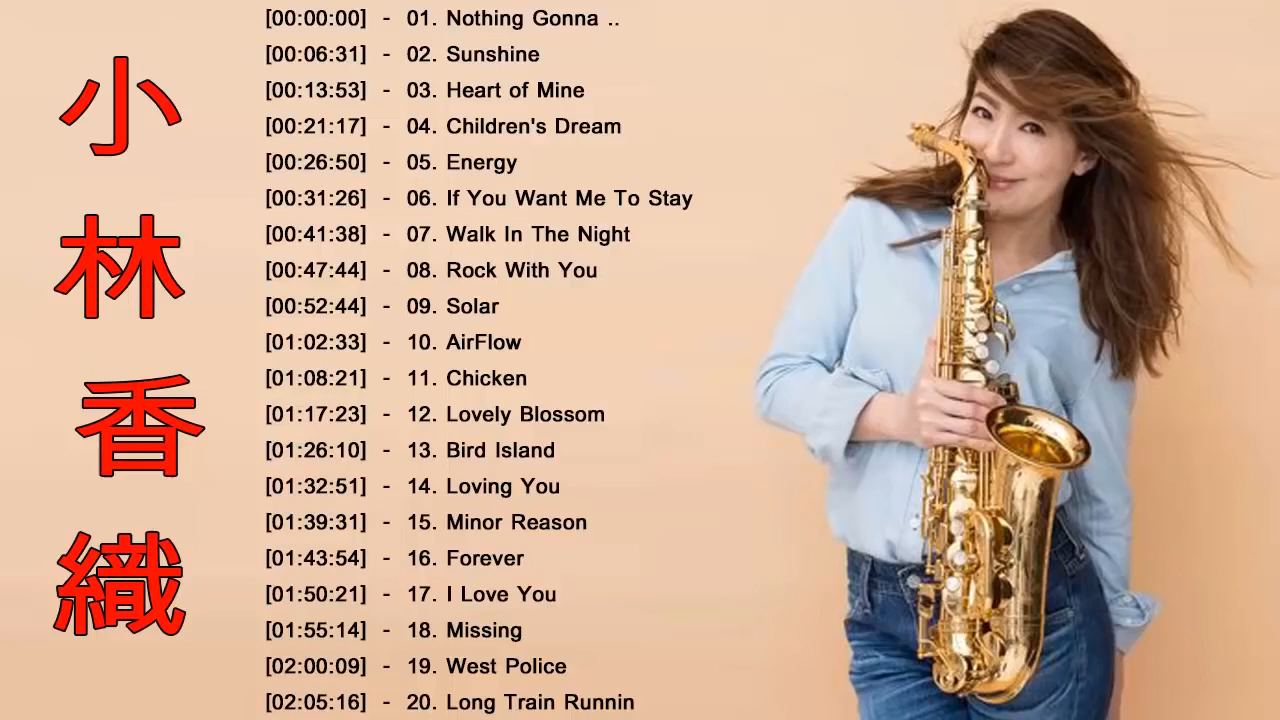 小
林
香
織
[00:00:00] - 01. Nothing Gonna ..
[00:06:31] - 02. Sunshine
[00:13:53] - 03. Heart of Mine
[00:21:17] - 04. Children's Dream
[00:26:50] - 05. Energy
[00:31:26] - 06. If You Want Me To Stay
[00:41:38] - 07. Walk In The Night
[00:47:44] - 08. Rock With You
[00:52:44] - 09. Solar
[01:02:33] - 10. AirFlow
[01:08:21] - 11. Chicken
[01:17:23] - 12. Lovely Blossom
[01:26:10] - 13. Bird Island
[01:32:51] - 14. Loving You
[01:39:31] - 15. Minor Reason
[01:43:54] - 16. Forever
[01:50:21] - 17. I Love You
[01:55:14] - 18. Missing
[02:00:09] - 19. West Police
[02:05:16] - 20. Long Train Runnin